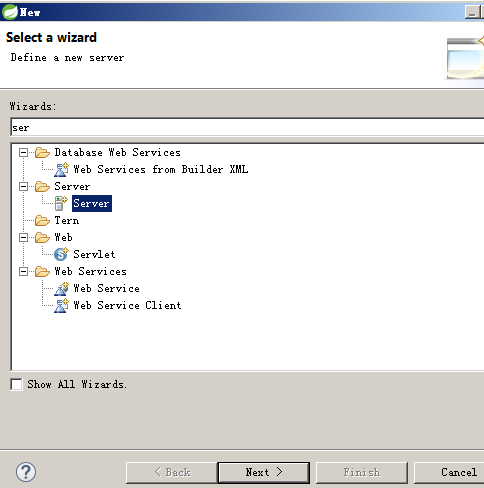 New
Select a wizard
Define a new server
Wizards:
ser
Database Web Services
Web Services from Builder XML
Server
Server
Tern
Web
Servlet
Web Services
Web Service
Web Service Client
Show All Wizards.
? < Back Next > Finish Cancel